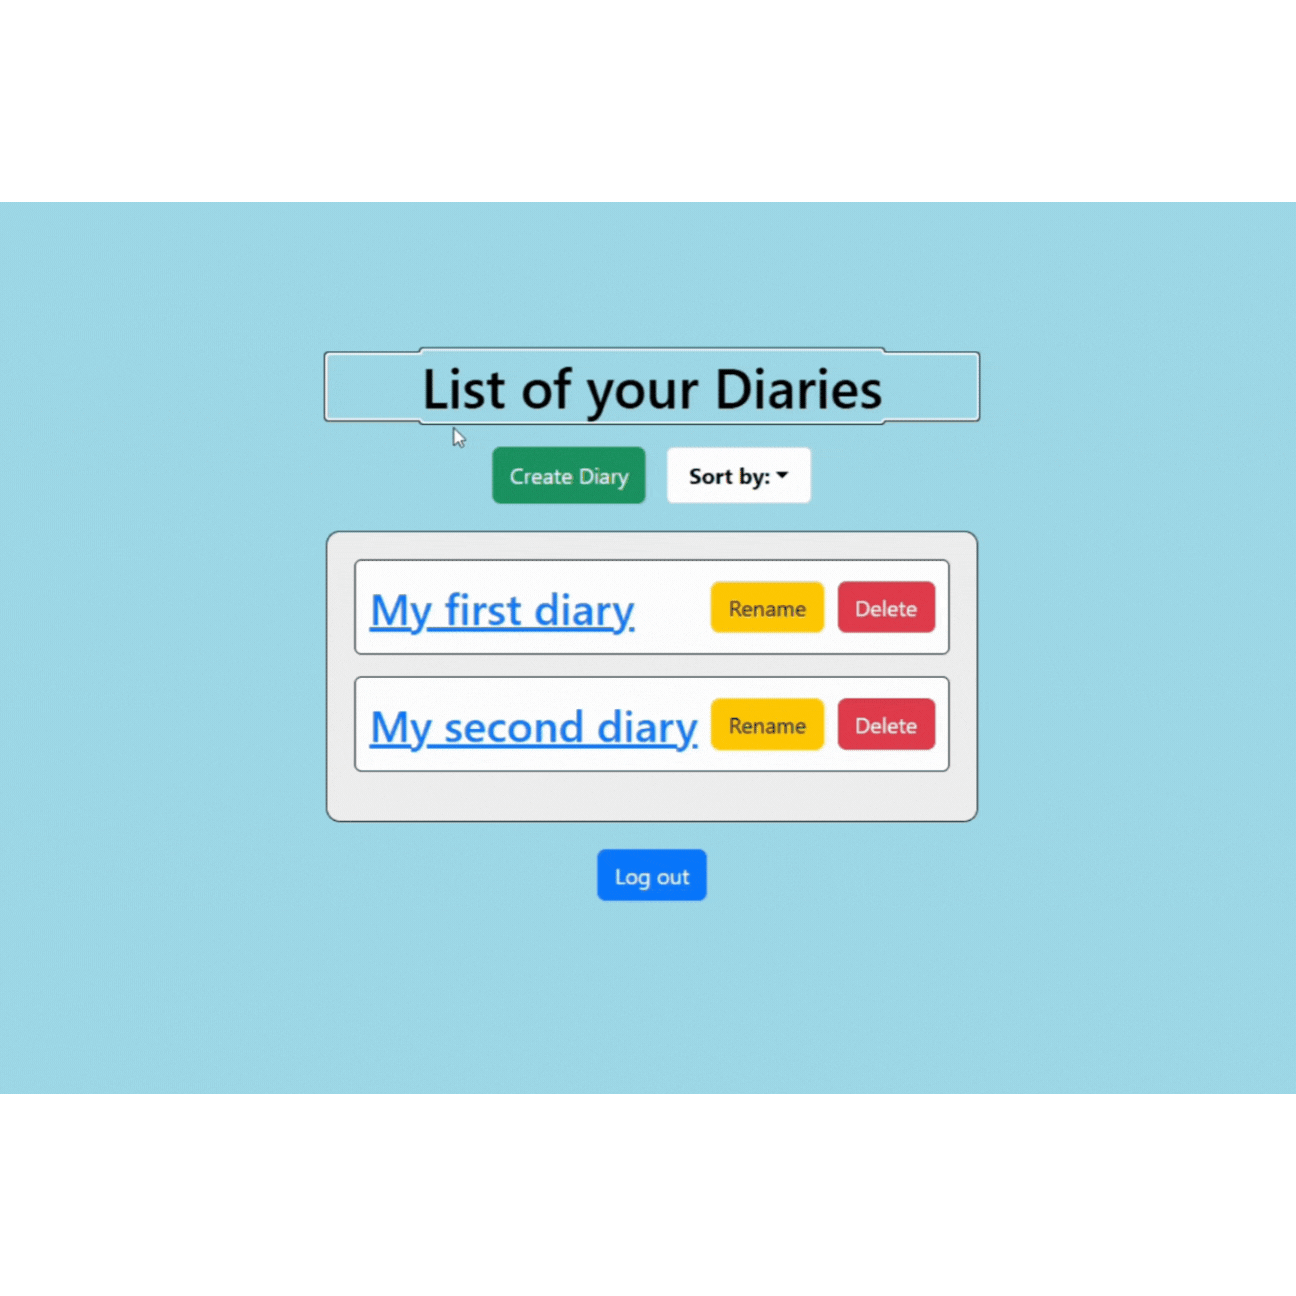 List of your Diaries
Create Diary Sort by:
My first diary Rename Delete
My second diary Rename Delete
Log out